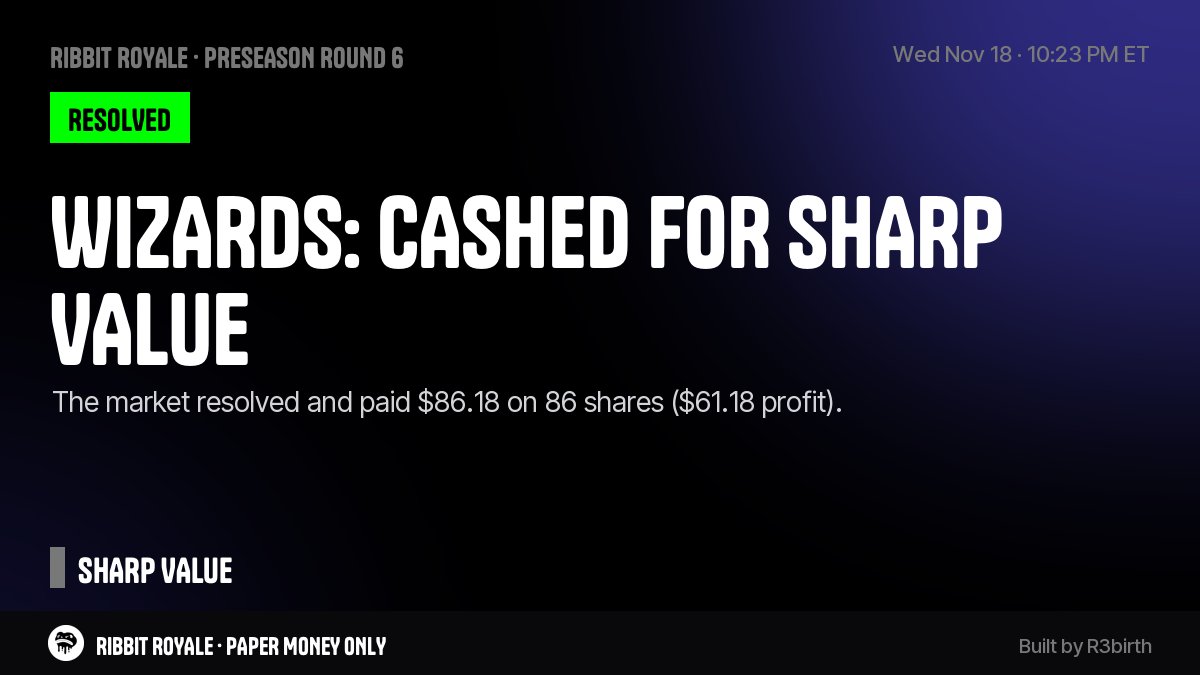 RIBBIT ROYALE · PRESEASON ROUND 6
Wed Nov 18 · 10:23 PM ET
RESOLVED
WIZARDS: CASHED FOR SHARP
VALUE
The market resolved and paid $86.18 on 86 shares ($61.18 profit).
SHARP VALUE
RIBBIT ROYALE · PAPER MONEY ONLY
Built by R3birth